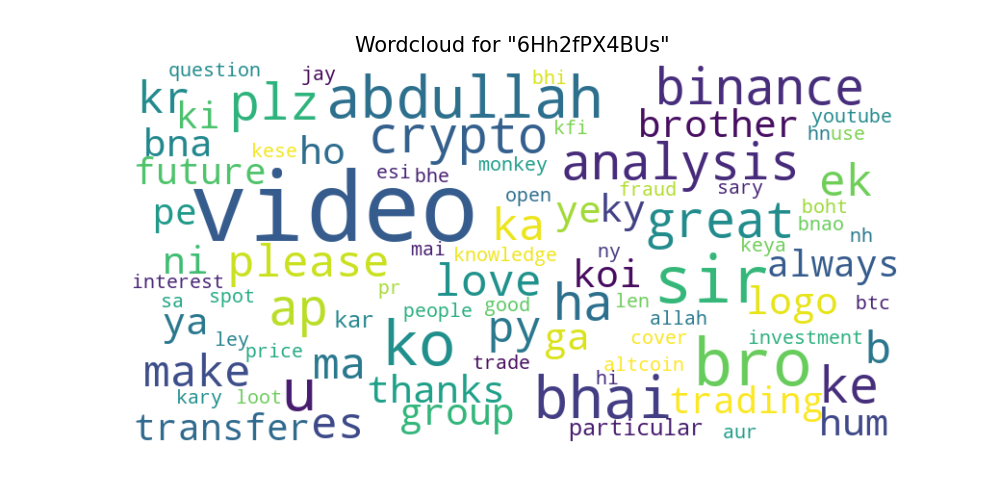 Wordcloud for "6Hh2fPX4BUs"
question jay bhi binance
kr ki plz abdullah crypto kfi brother youtube
bna kese ho monkey analysis hn use
future esi bhe open fraud sary ek
pe video ka ye ky great boht bnao
ni please mai knowledge ny koi keya nh always
interest sa spot ap pr love ha len sir logo btc
ya ley kar people good py allah
price ma ko trade ga cover altcoin investment b
make kary loot u thanks hi bro ke
transfer es group bhai particular trading aur hum